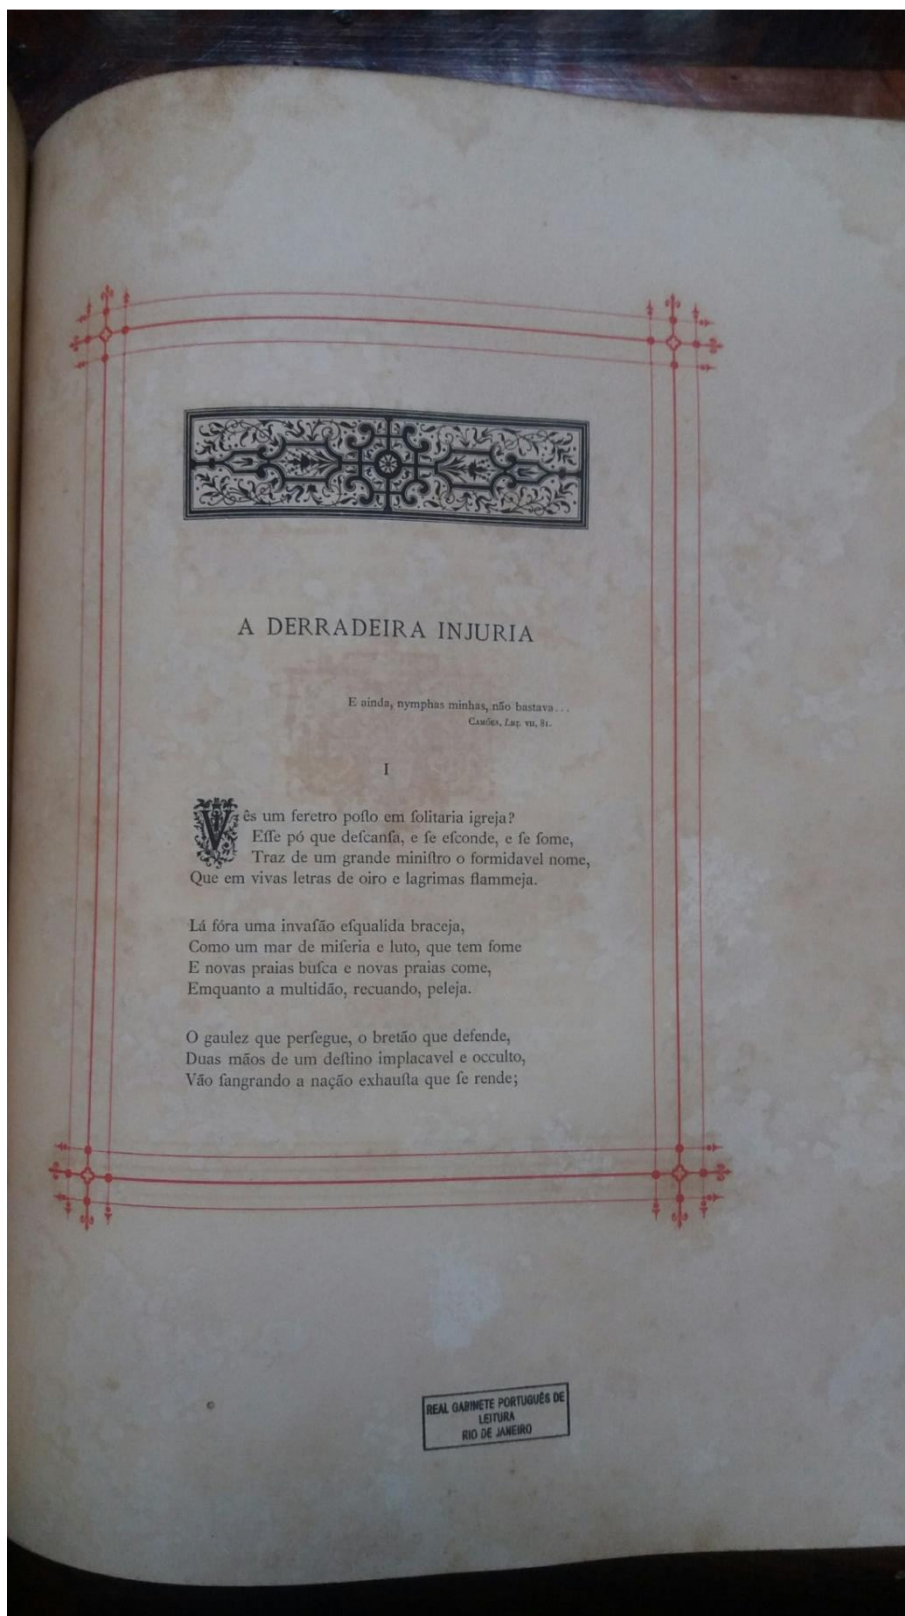 A DERRADEIRA INJURIA
E ainda, nymphas minhas, não bastava...
CAMÕES, Luſ. VII, 81.
I
Vês um feretro poſto em ſolitaria igreja?
Eſſe pó que deſcanſa, e ſe eſconde, e ſe ſome,
Traz de um grande miniſtro o formidavel nome,
Que em vivas letras de oiro e lagrimas flammeja.
Lá fóra uma invaſão eſqualida braceja,
Como um mar de miſeria e luto, que tem fome
E novas praias buſca e novas praias come,
Emquanto a multidão, recuando, peleja.
O gaulez que perſegue, o bretão que defende,
Duas mãos de um deſtino implacavel e occulto,
Vão ſangrando a nação exhauſta que ſe rende;
REAL GABINETE PORTUGUÊS DE
LEITURA
RIO DE JANEIRO